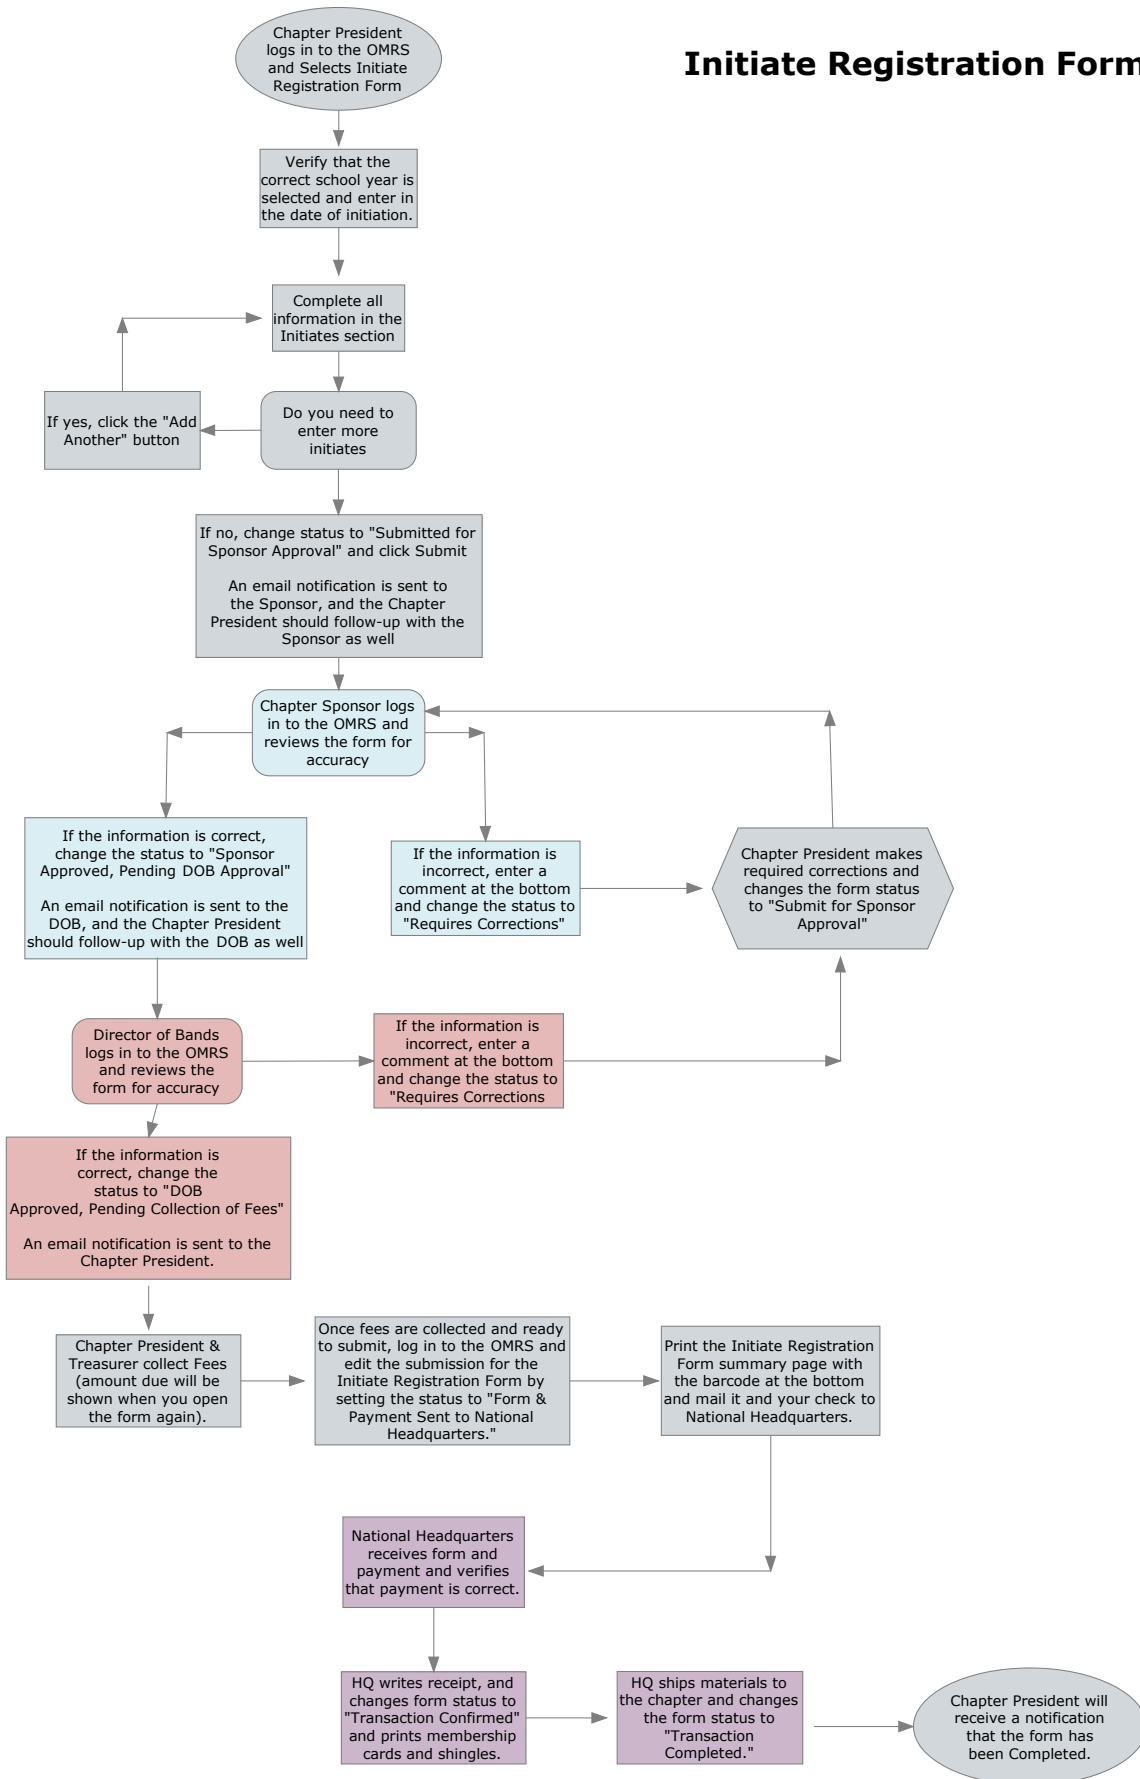 Chapter President
logs in to the OMRS
and Selects Initiate
Registration Form
Initiate Registration Form
Verify that the
correct school year is
selected and enter in
the date of initiation.
Complete all
information in the
Initiates section
If yes, click the "Add
Another" button
Do you need to
enter more
initiates
If no, change status to "Submitted for
Sponsor Approval" and click Submit
An email notification is sent to
the Sponsor, and the Chapter
President should follow-up with the
Sponsor as well
Chapter Sponsor logs
in to the OMRS and
reviews the form for
accuracy
If the information is correct,
change the status to "Sponsor
Approved, Pending DOB Approval"
An email notification is sent to the
DOB, and the Chapter President
should follow-up with the DOB as well
If the information is
incorrect, enter a
comment at the bottom
and change the status to
"Requires Corrections"
Chapter President makes
required corrections and
changes the form status
to "Submit for Sponsor
Approval"
Director of Bands
logs in to the OMRS
and reviews the
form for accuracy
If the information is
incorrect, enter a
comment at the bottom
and change the status to
"Requires Corrections
If the information is
correct, change the
status to "DOB
Approved, Pending Collection of Fees"
An email notification is sent to the
Chapter President.
Chapter President &
Treasurer collect Fees
(amount due will be
shown when you open
the form again).
Once fees are collected and ready
to submit, log in to the OMRS and
edit the submission for the
Initiate Registration Form by
setting the status to "Form &
Payment Sent to National
Headquarters."
Print the Initiate Registration
Form summary page with
the barcode at the bottom
and mail it and your check to
National Headquarters.
National Headquarters
receives form and
payment and verifies
that payment is correct.
HQ writes receipt, and
changes form status to
"Transaction Confirmed"
and prints membership
cards and shingles.
HQ ships materials to
the chapter and changes
the form status to
"Transaction
Completed."
Chapter President will
receive a notification
that the form has
been Completed.